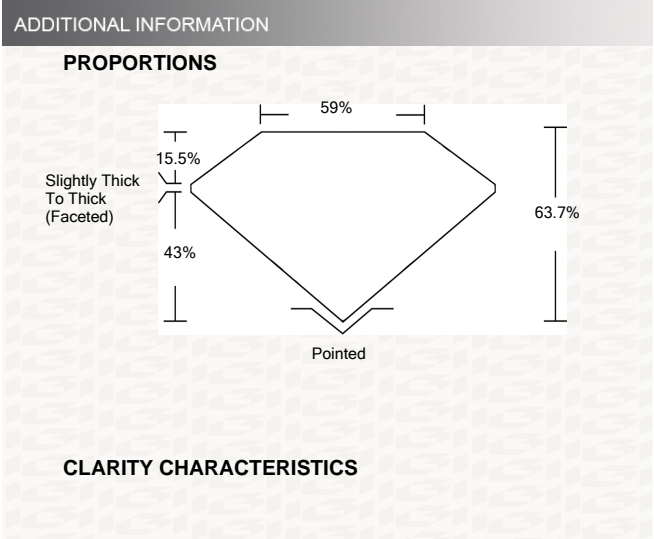 ADDITIONAL INFORMATION
PROPORTIONS
59%
15.5%
Slightly Thick
To Thick
(Faceted)
63.7%
43%
Pointed
CLARITY CHARACTERISTICS